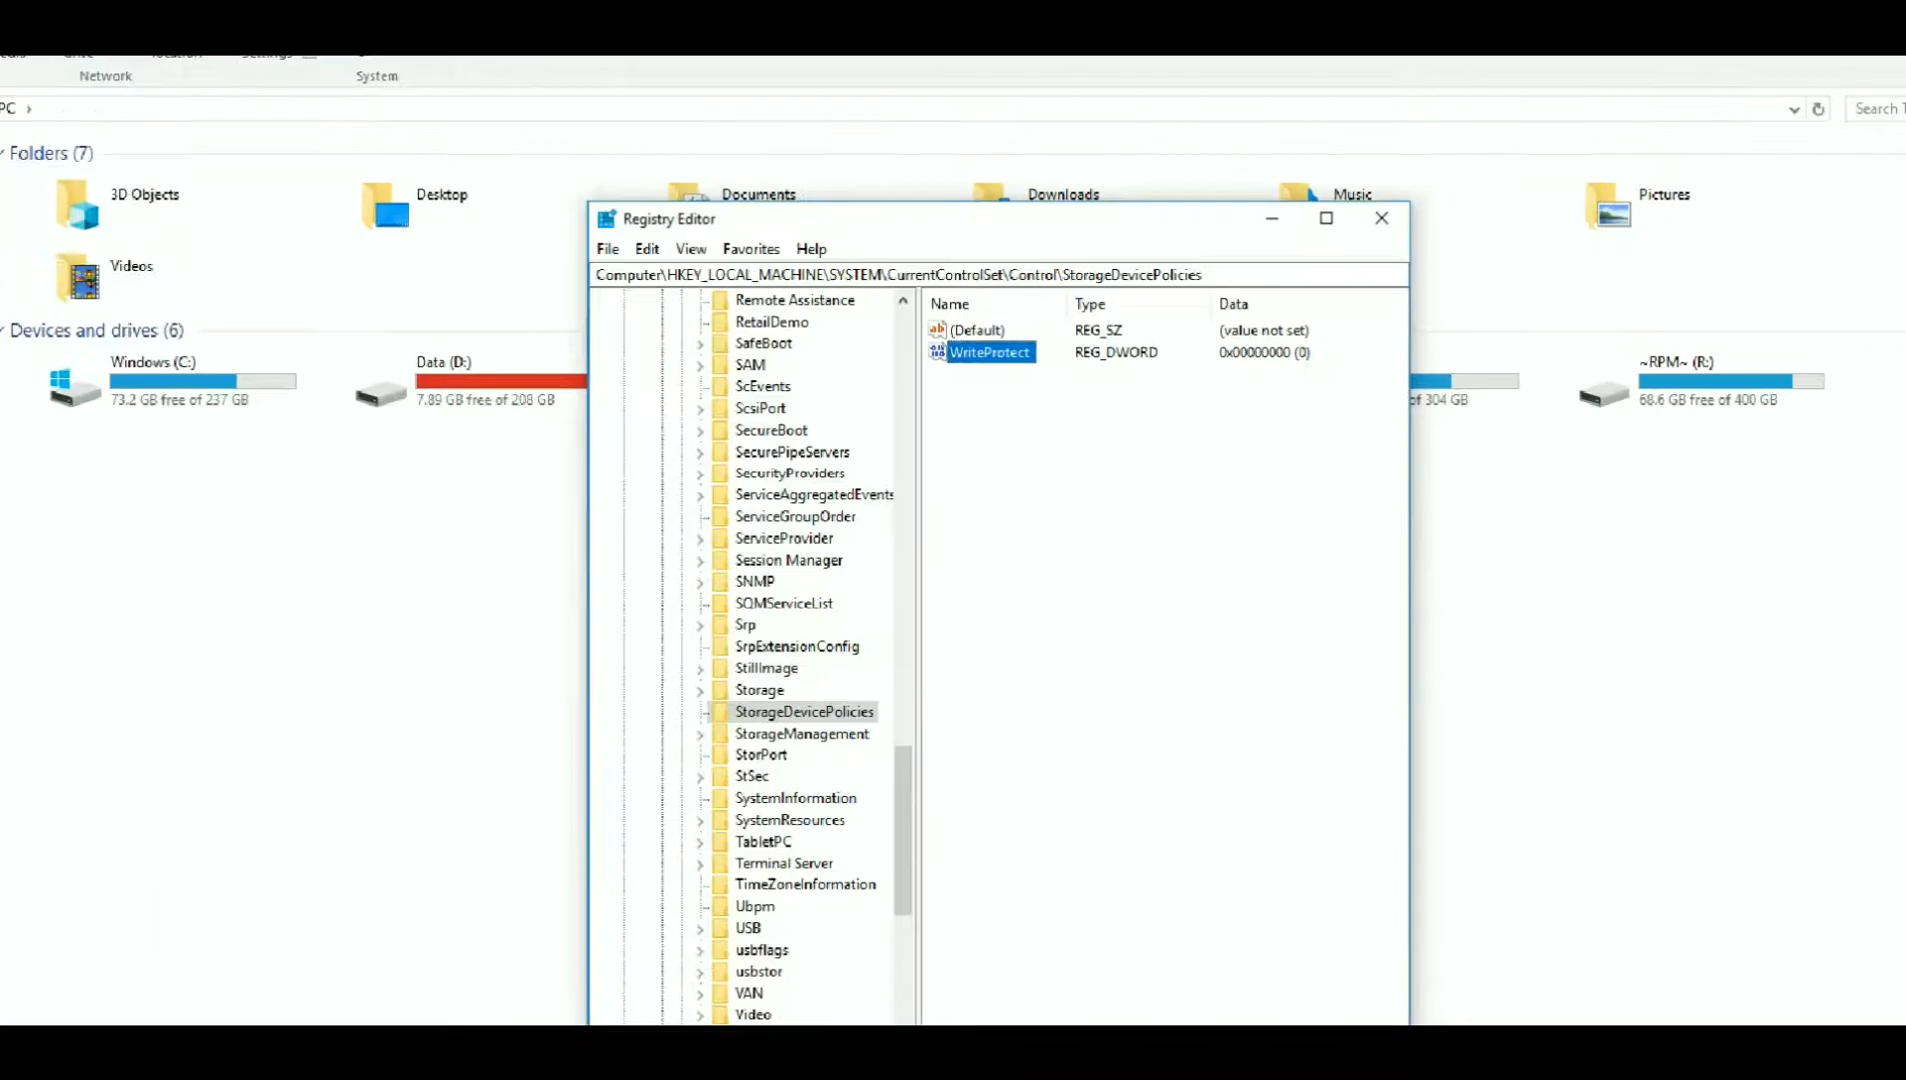 Network
System
PC
Search T
Folders (7)
3D Objects
Desktop
Documents
Downloads
Music
Pictures
Videos
Devices and drives (6)
Windows (C:)
73.2 GB free of 237 GB
Data (D:)
7.89 GB free of 208 GB
of 304 GB
~RPM~ (R:)
68.6 GB free of 400 GB
Registry Editor
File Edit View Favorites Help
Computer\HKEY_LOCAL_MACHINE\SYSTEM\CurrentControlSet\Control\StorageDevicePolicies
Remote Assistance
RetailDemo
SafeBoot
SAM
ScEvents
ScsiPort
SecureBoot
SecurePipeServers
SecurityProviders
ServiceAggregatedEvents
ServiceGroupOrder
ServiceProvider
Session Manager
SNMP
SQMServiceList
Srp
SrpExtensionConfig
StillImage
Storage
StorageDevicePolicies
StorageManagement
StorPort
StSec
SystemInformation
SystemResources
TabletPC
Terminal Server
TimeZoneInformation
Ubpm
USB
usbflags
usbstor
VAN
Video
Name Type Data
(Default) REG_SZ (value not set)
WriteProtect REG_DWORD 0x00000000 (0)